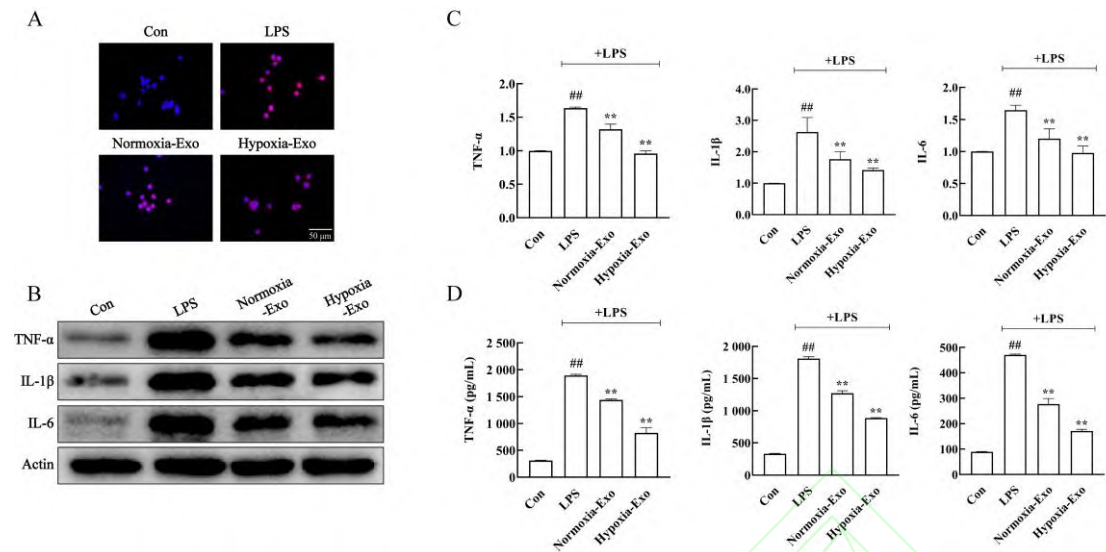 A
Con
LPS
Normoxia-Exo
Hypoxia-Exo
50 μm
B
Con
LPS
Normoxia
-Exo
Hypoxia
-Exo
TNF-α
IL-1β
IL-6
Actin
C
+LPS
TNF-α
2.0
1.5
1.0
0.5
0.0
##
**
**
Con
LPS
Normoxia-Exo
Hypoxia-Exo
+LPS
IL-1β
4.0
3.0
2.0
1.0
0.0
##
**
**
Con
LPS
Normoxia-Exo
Hypoxia-Exo
+LPS
IL-6
2.0
1.5
1.0
0.5
0.0
##
**
**
Con
LPS
Normoxia-Exo
Hypoxia-Exo
D
+LPS
TNF-α (pg/mL)
2 500
2 000
1 500
1 000
500
0
##
**
**
Con
LPS
Normoxia-Exo
Hypoxia-Exo
+LPS
IL-1β (pg/mL)
2 000
1 500
1 000
500
0
##
**
**
Con
LPS
Normoxia-Exo
Hypoxia-Exo
+LPS
IL-6 (pg/mL)
500
400
300
200
100
0
##
**
**
Con
LPS
Normoxia-Exo
Hypoxia-Exo